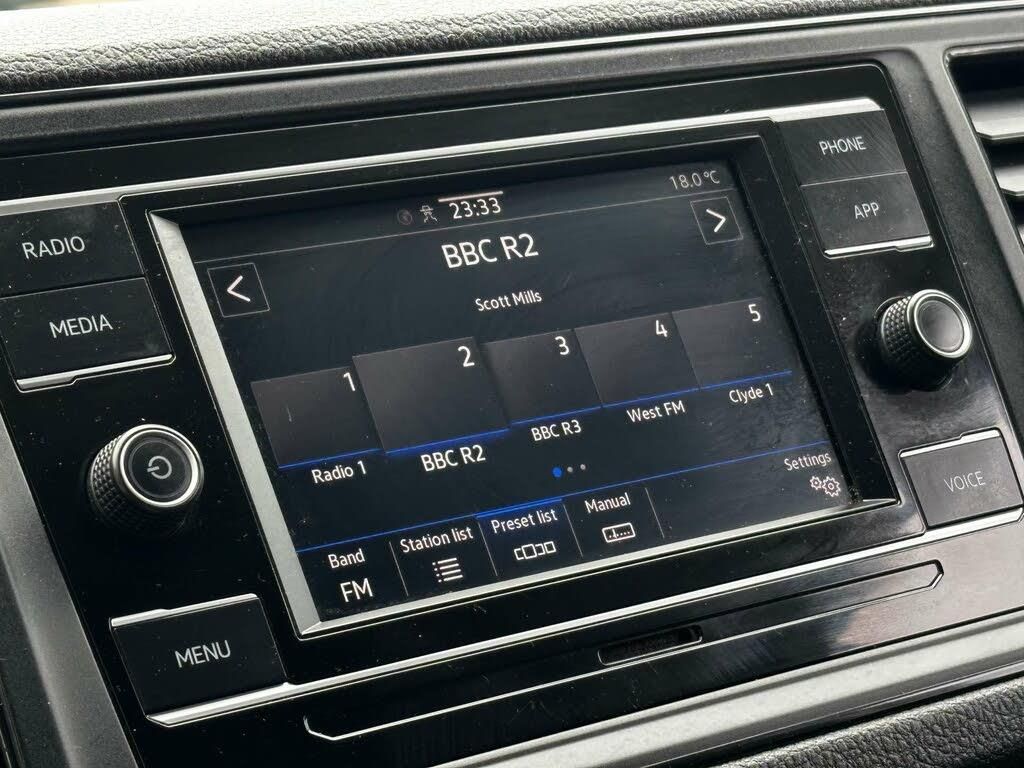 23:33
18.0 °C
BBC R2
Scott Mills
1
Radio 1
2
BBC R2
3
BBC R3
4
West FM
5
Clyde 1
Band
FM
Station list
Preset list
Manual
Settings
RADIO
MEDIA
MENU
PHONE
APP
VOICE